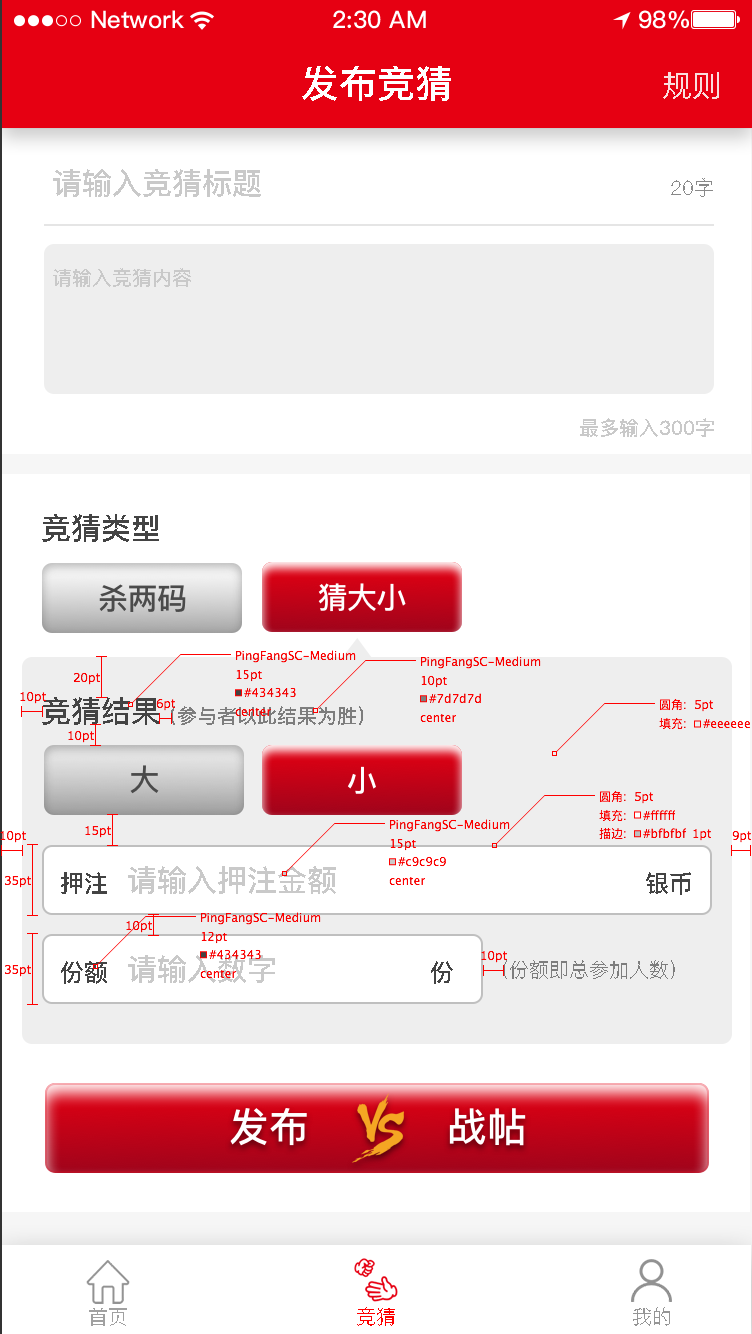 Network 2:30 AM 98%
发布竞猜 规则
请输入竞猜标题 20字
请输入竞猜内容
最多输入300字
竞猜类型
杀两码 猜大小
PingFangSC-Medium
15pt
#434343
center
PingFangSC-Medium
10pt
#7d7d7d
center
20pt
10pt
竞猜结果 6pt (参与者以此结果为胜)
10pt
圆角: 5pt
填充: #eeeeee
大 小
圆角: 5pt
填充: #ffffff
描边: #bfbfbf 1pt
15pt
PingFangSC-Medium
15pt
#c9c9c9
center
10pt
9pt
35pt
押注 请输入押注金额 银币
10pt
PingFangSC-Medium
12pt
#434343
center
35pt
份额 请输入数字 份
10pt
(份额即总参加人数)
发布 VS 战帖
首页 竞猜 我的